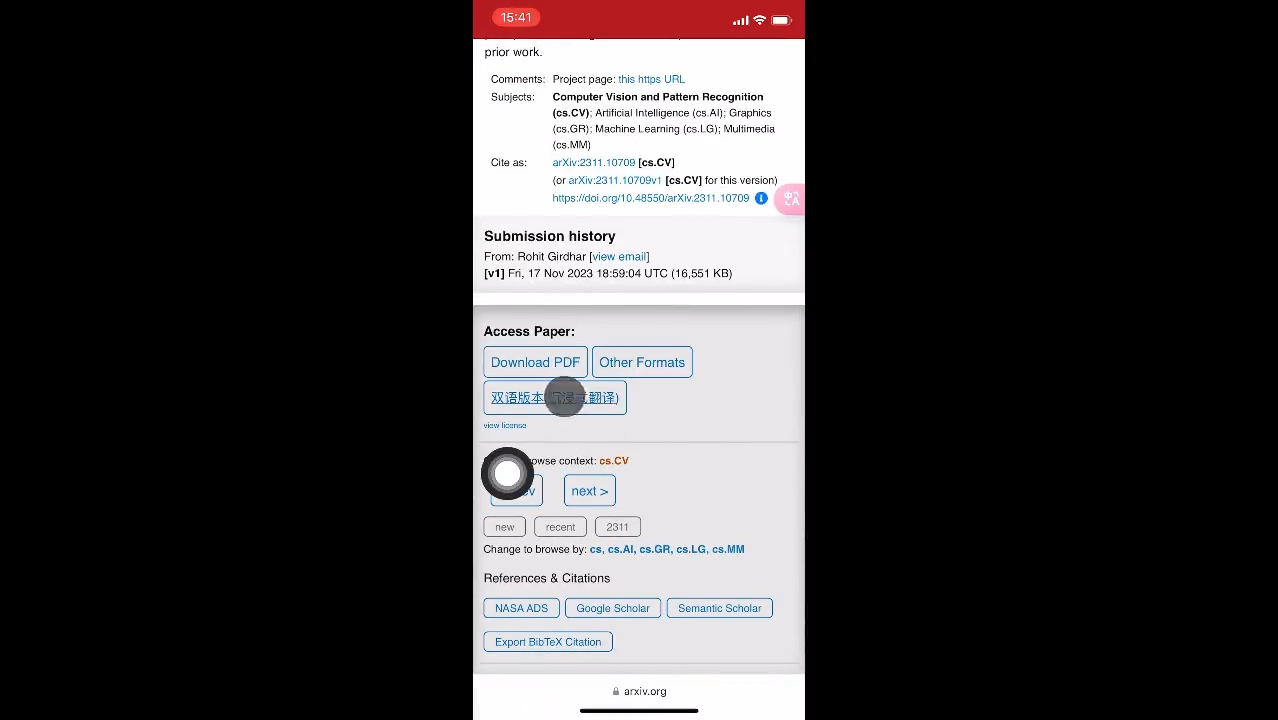 15:41
prior work.
Comments: Project page: this https URL
Subjects: Computer Vision and Pattern Recognition
(cs.CV); Artificial Intelligence (cs.AI); Graphics
(cs.GR); Machine Learning (cs.LG); Multimedia
(cs.MM)
Cite as: arXiv:2311.10709 [cs.CV]
(or arXiv:2311.10709v1 [cs.CV] for this version)
https://doi.org/10.48550/arXiv.2311.10709
Submission history
From: Rohit Girdhar [view email]
[v1] Fri, 17 Nov 2023 18:59:04 UTC (16,551 KB)
Access Paper:
Download PDF Other Formats
双语版本(沉浸式翻译)
view license
browse context: cs.CV
next >
new recent 2311
Change to browse by: cs, cs.AI, cs.GR, cs.LG, cs.MM
References & Citations
NASA ADS Google Scholar Semantic Scholar
Export BibTeX Citation
arxiv.org